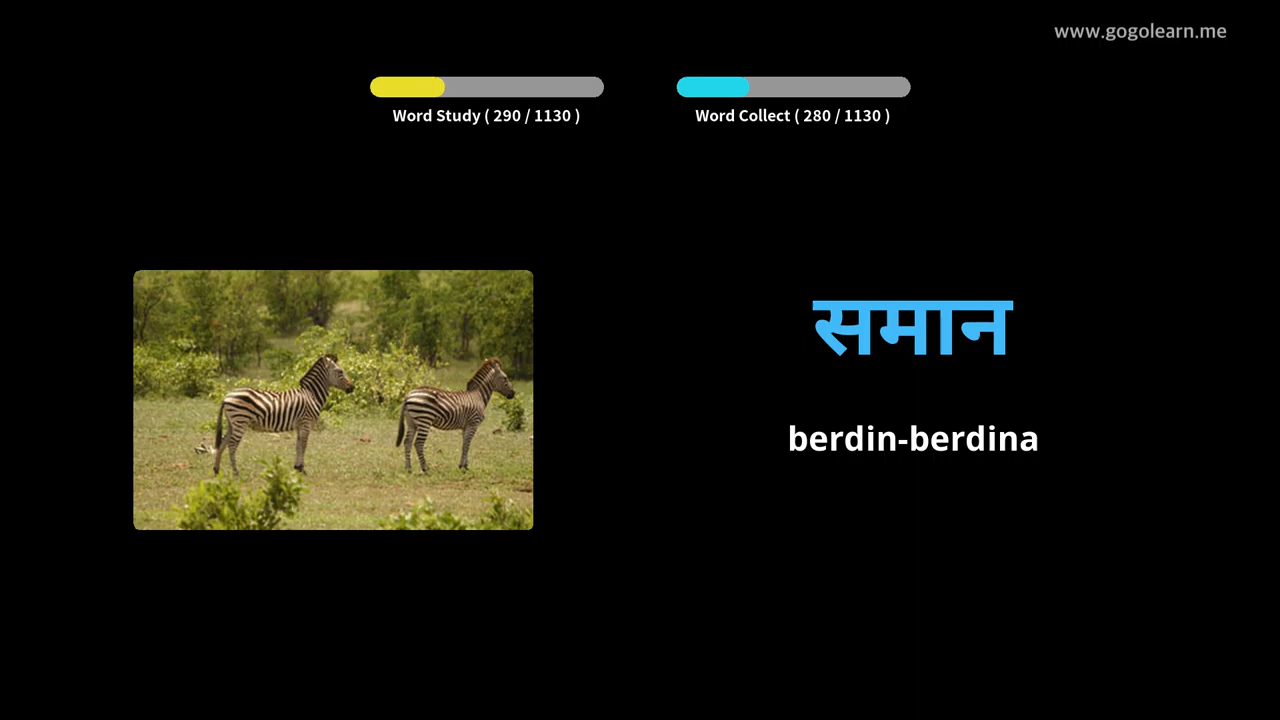 www.gogolearn.me
Word Study ( 290 / 1130 )
Word Collect ( 280 / 1130 )
समान
berdin-berdina